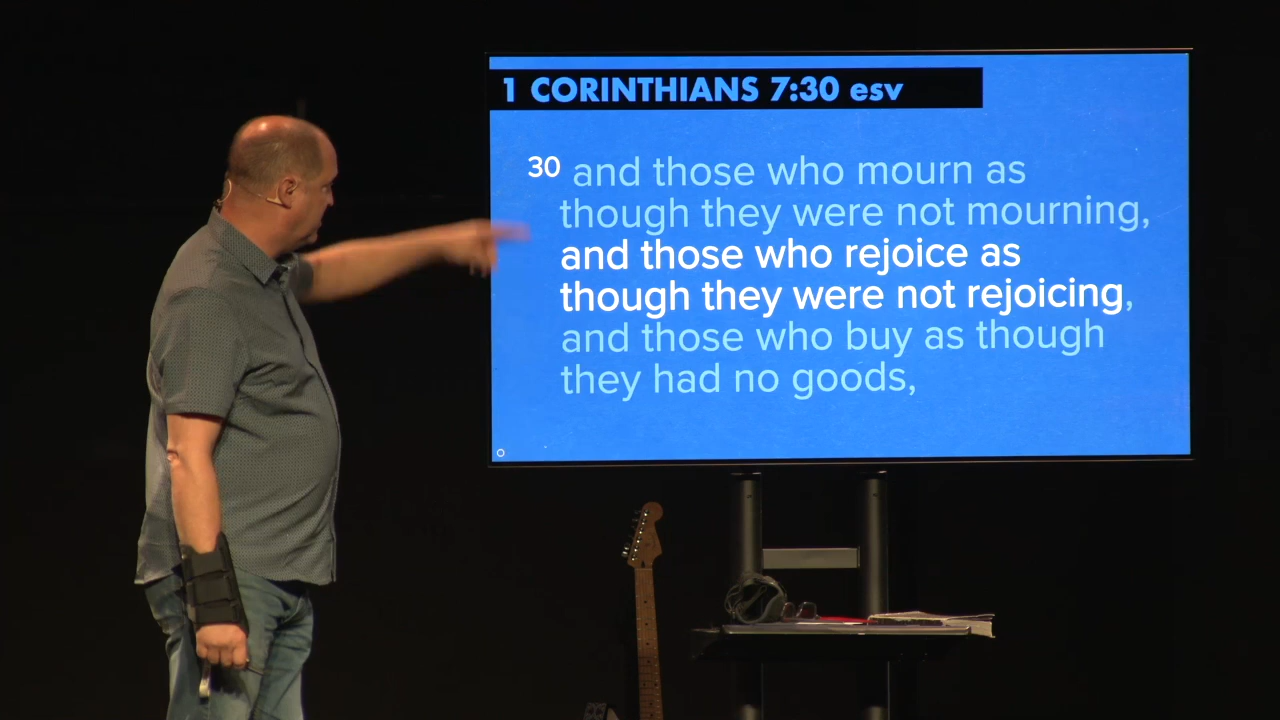 1 CORINTHIANS 7:30 esv
30 and those who mourn as
though they were not mourning,
and those who rejoice as
though they were not rejoicing,
and those who buy as though
they had no goods,